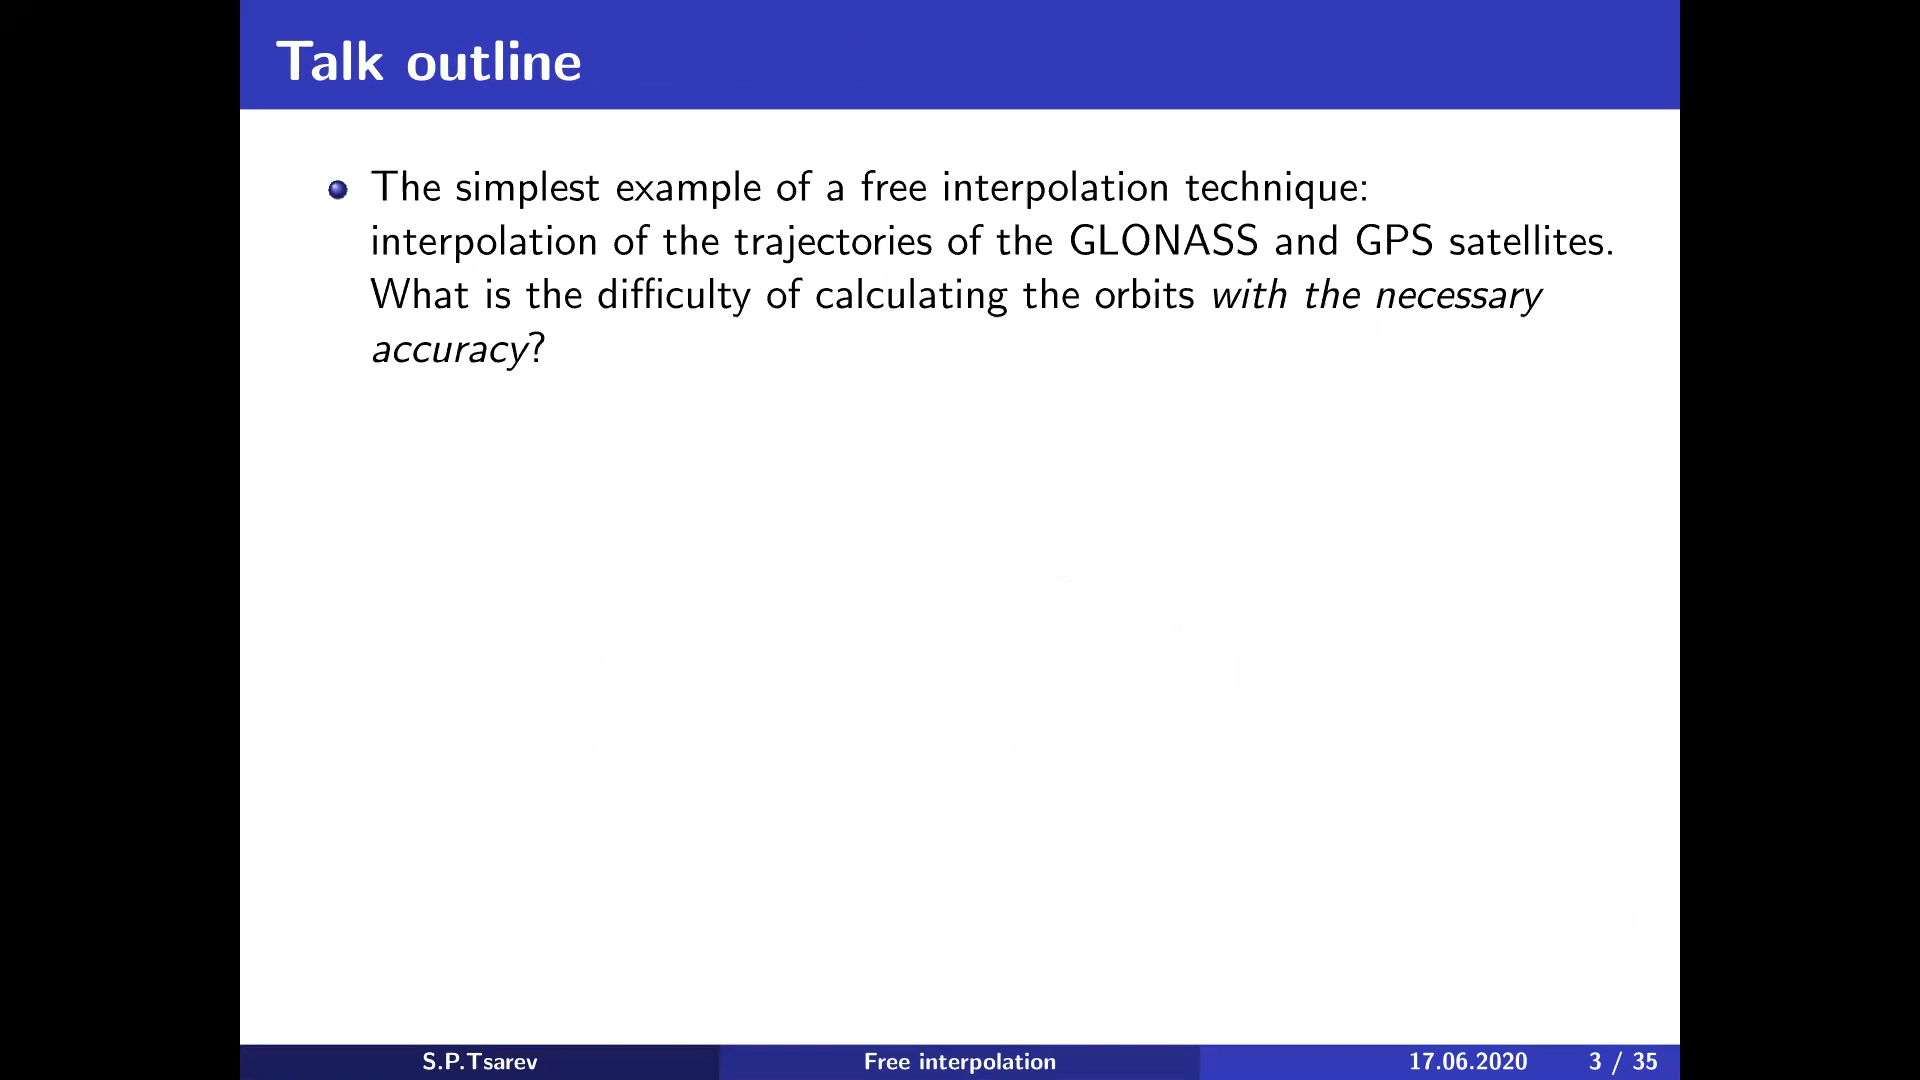 Talk outline
The simplest example of a free interpolation technique:
interpolation of the trajectories of the GLONASS and GPS satellites.
What is the difficulty of calculating the orbits with the necessary
accuracy?
S.P.Tsarev Free interpolation 17.06.2020 3 / 35